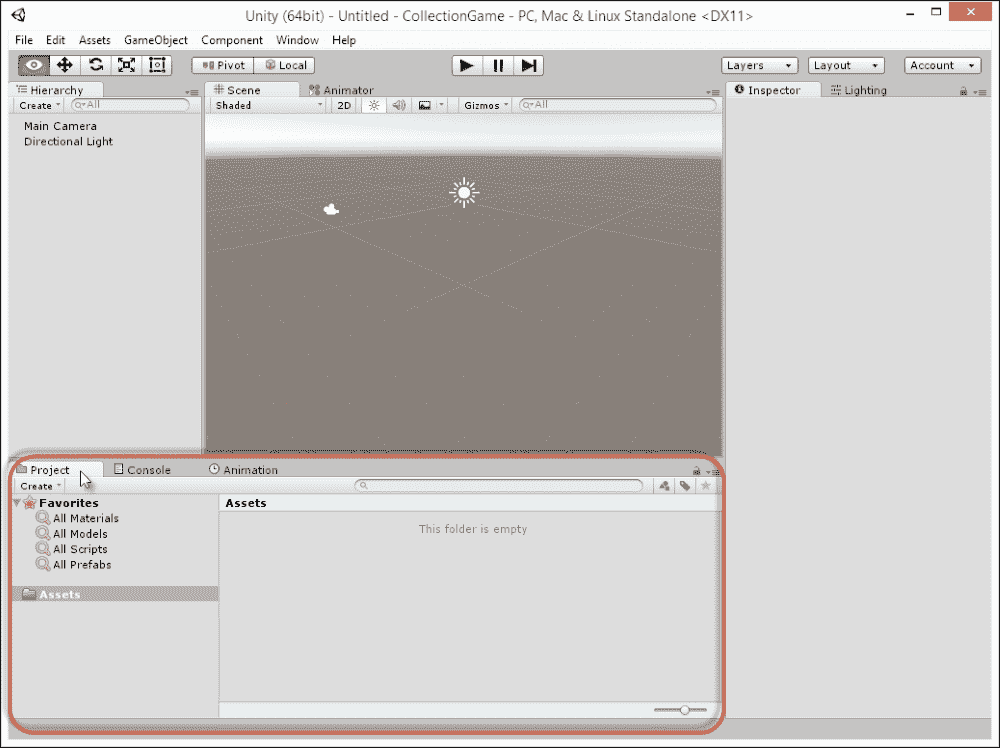 Unity (64bit) - Untitled - CollectionGame - PC, Mac & Linux Standalone <DX11>
File Edit Assets GameObject Component Window Help
Pivot Local Layers Layout Account
Hierarchy
Create All
Main Camera
Directional Light
Scene Animator
Shaded 2D Gizmos All
Inspector Lighting
Project Console Animation
Create
Favorites
All Materials
All Models
All Scripts
All Prefabs
Assets
Assets
This folder is empty